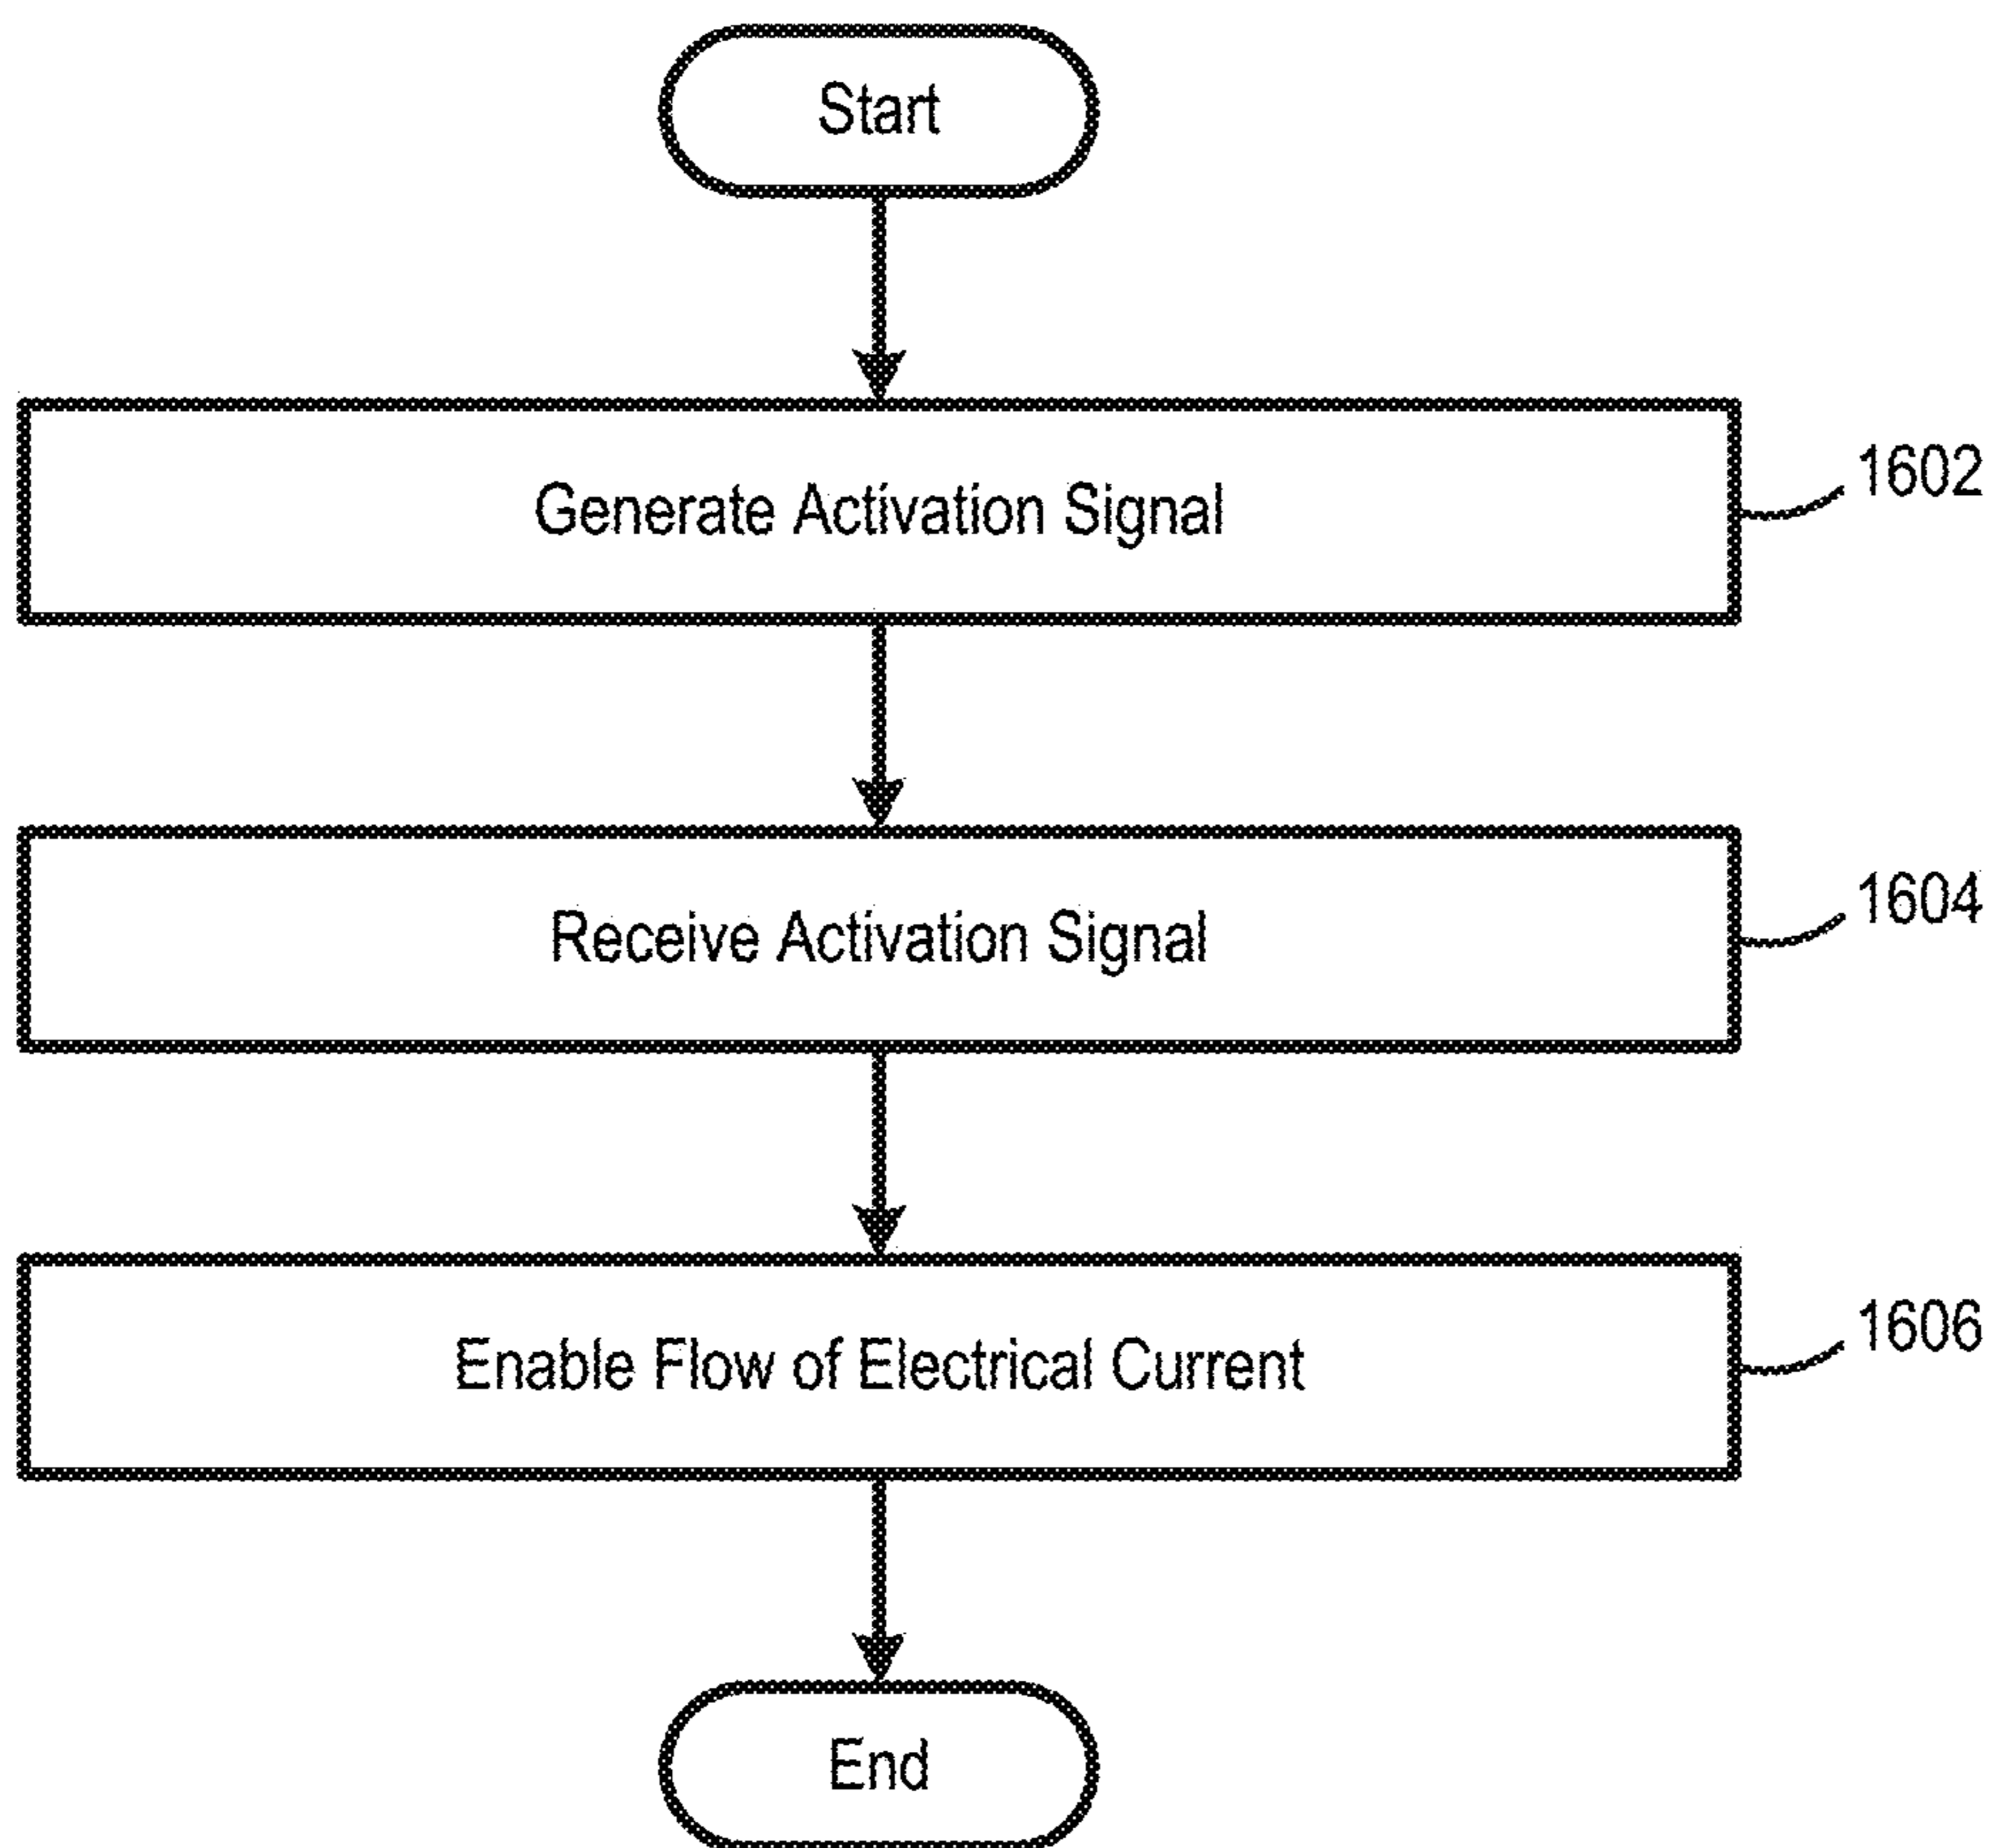 Start
Generate Activation Signal
1602
Receive Activation Signal
1604
Enable Flow of Electrical Current
1606
End